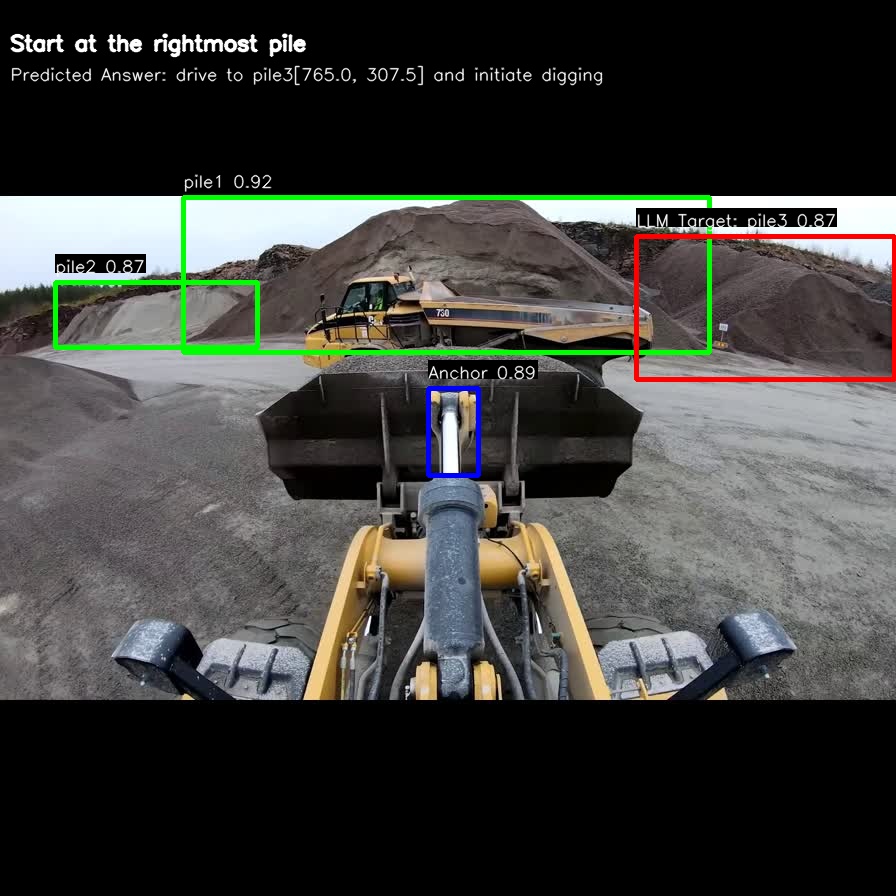 Start at the rightmost pile
Predicted Answer: drive to pile3[765.0, 307.5] and initiate digging
pile1 0.92
LLM Target: pile3 0.87
pile2 0.87
730
Anchor 0.89